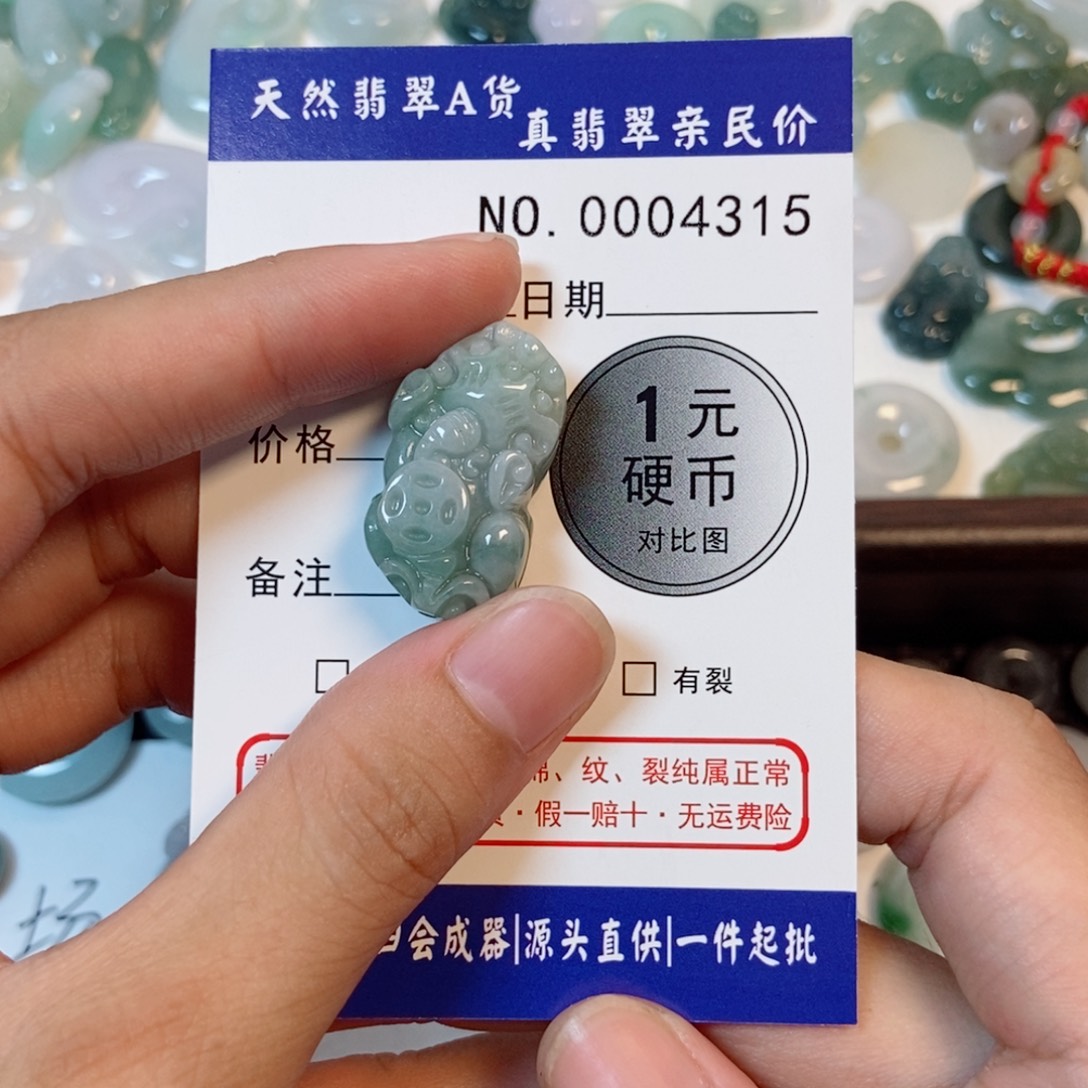 天然翡翠A货
真翡翠亲民价
NO. 0004315
日期
1元
硬币
对比图
价格
备注
有裂
、纹、裂纯属正常
·假一赔十·无运费险
会成器|源头直供|一件起批
场